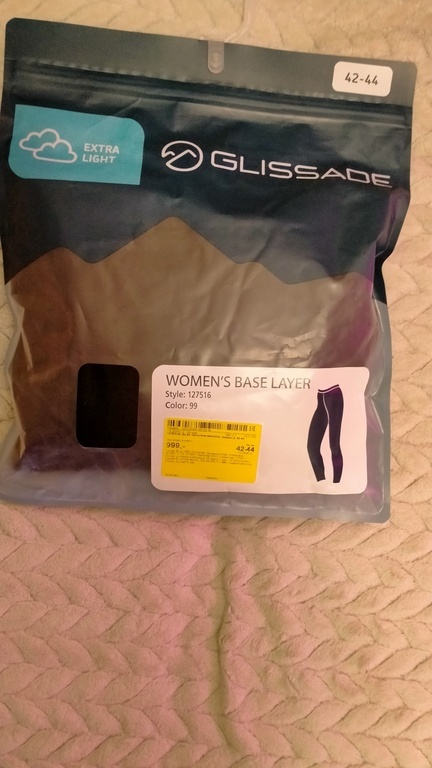 42-44
EXTRA
LIGHT
GLISSADE
WOMEN'S BASE LAYER
Style: 127516
Color: 99
999.-
42-44